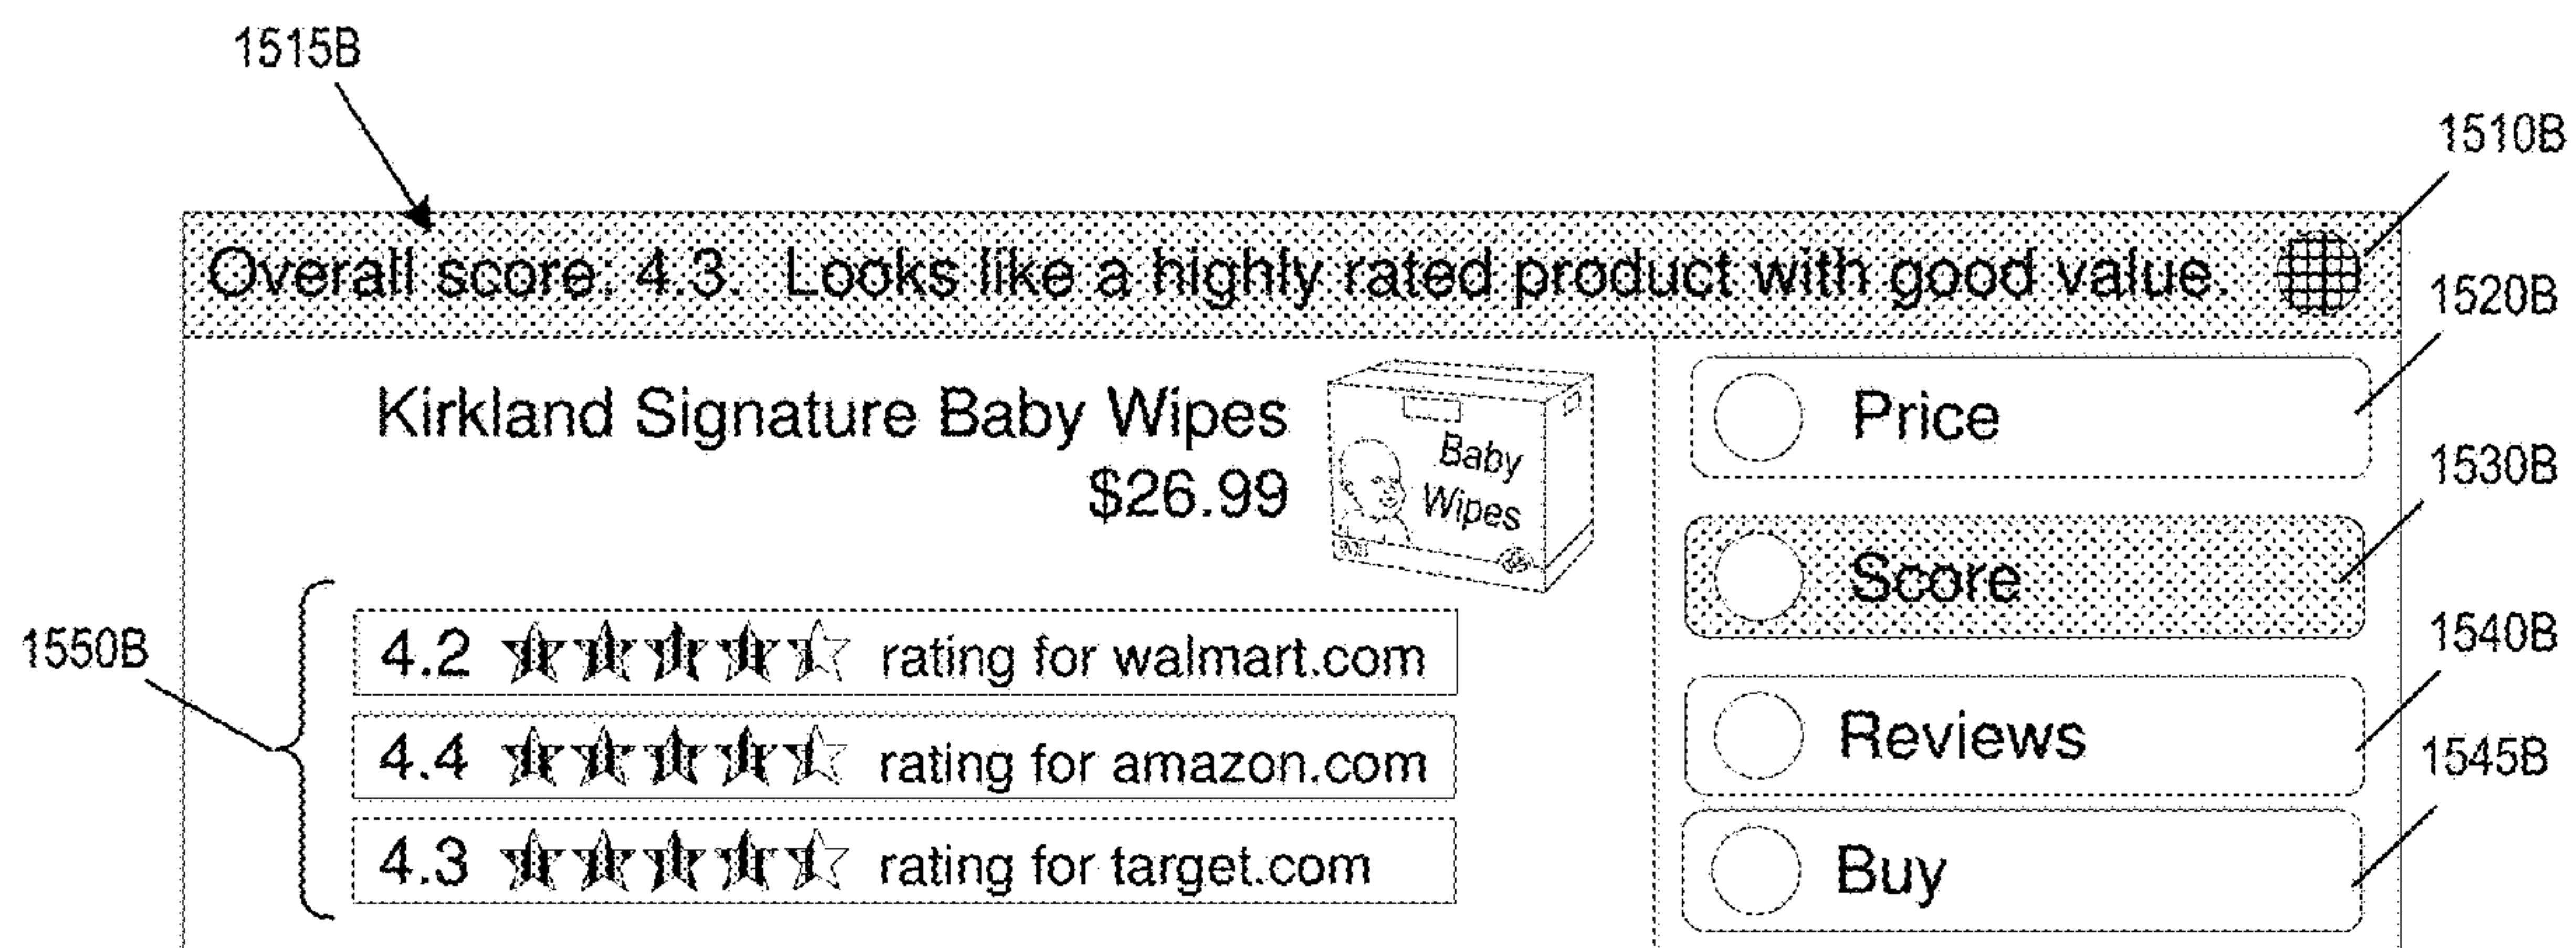 1515B
1510B
Overall score: 4.3. Looks like a highly rated product with good value.
1520B
Kirkland Signature Baby Wipes
$26.99
Baby
Wipes
Price
1530B
Score
1550B
4.2 rating for walmart.com
1540B
4.4 rating for amazon.com
Reviews
1545B
4.3 rating for target.com
Buy